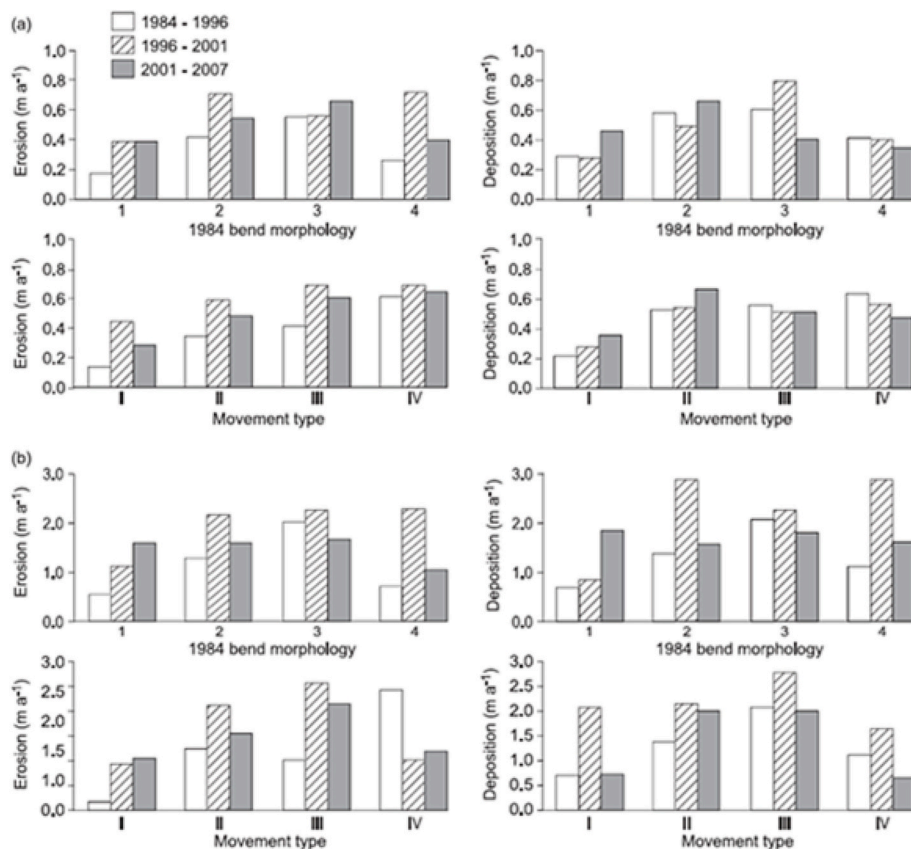 (a)
1984 - 1996
1996 - 2001
2001 - 2007
Erosion (m a⁻¹)
1.0
0.8
0.6
0.4
0.2
0.0
1 2 3 4
1984 bend morphology
Deposition (m a⁻¹)
1.0
0.8
0.6
0.4
0.2
0.0
1 2 3 4
1984 bend morphology
Erosion (m a⁻¹)
1.0
0.8
0.6
0.4
0.2
0.0
I II III IV
Movement type
Deposition (m a⁻¹)
1.0
0.8
0.6
0.4
0.2
0.0
I II III IV
Movement type
(b)
Erosion (m a⁻¹)
3.0
2.0
1.0
0.0
1 2 3 4
1984 bend morphology
Deposition (m a⁻¹)
3.0
2.0
1.0
0.0
1 2 3 4
1984 bend morphology
Erosion (m a⁻¹)
3.0
2.5
2.0
1.5
1.0
0.0
I II III IV
Movement type
Deposition (m a⁻¹)
3.0
2.5
2.0
1.5
1.0
0.5
0.0
I II III IV
Movement type